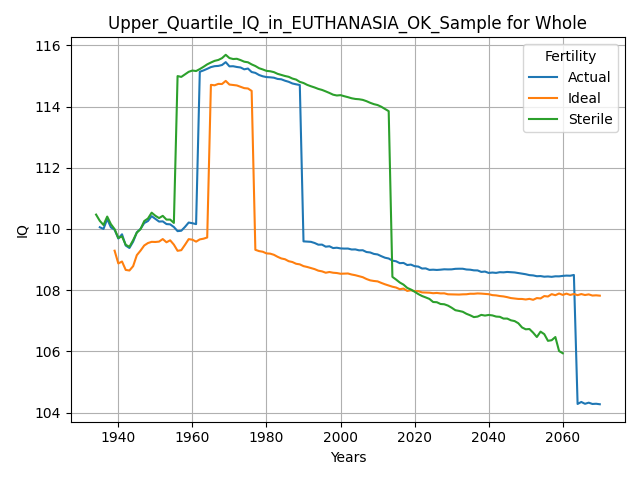 Upper_Quartile_IQ_in_EUTHANASIA_OK_Sample for Whole
116
114
112
110
108
106
104
IQ
Fertility
Actual
Ideal
Sterile
1940
1960
1980
2000
2020
2040
2060
Years